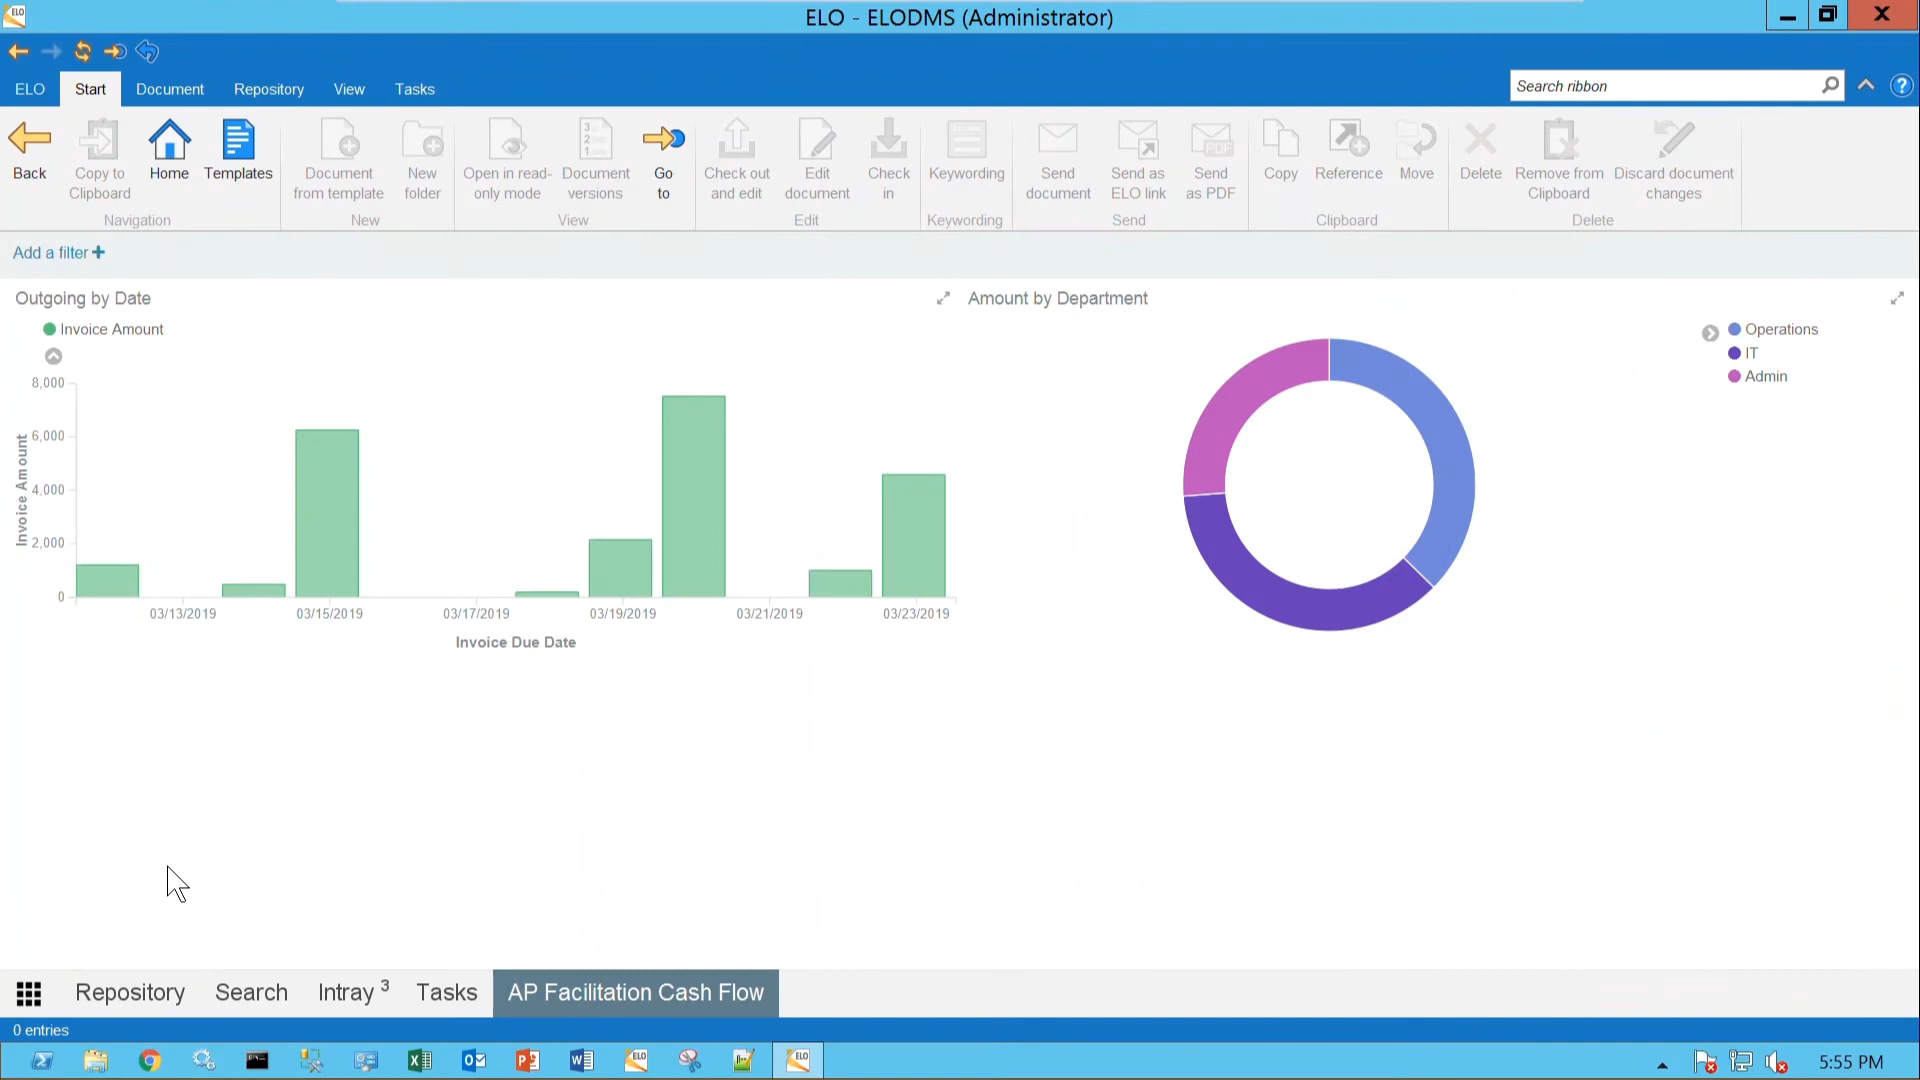 ELO - ELODMS (Administrator)
ELO Start Document Repository View Tasks
Search ribbon
Back
Copy to
Clipboard
Home
Templates
Navigation
Document
from template
New
folder
New
Open in read-
only mode
Document
versions
Go
to
View
Check out
and edit
Edit
document
Check
in
Edit
Keywording
Keywording
Send
document
Send as
ELO link
Send
as PDF
Send
Copy
Reference
Move
Clipboard
Delete
Remove from
Clipboard
Discard document
changes
Delete
Add a filter
Outgoing by Date
Invoice Amount
8,000
6,000
4,000
2,000
0
Invoice Amount
03/13/2019 03/15/2019 03/17/2019 03/19/2019 03/21/2019 03/23/2019
Invoice Due Date
Amount by Department
Operations
IT
Admin
Repository Search Intray 3 Tasks AP Facilitation Cash Flow
0 entries
5:55 PM